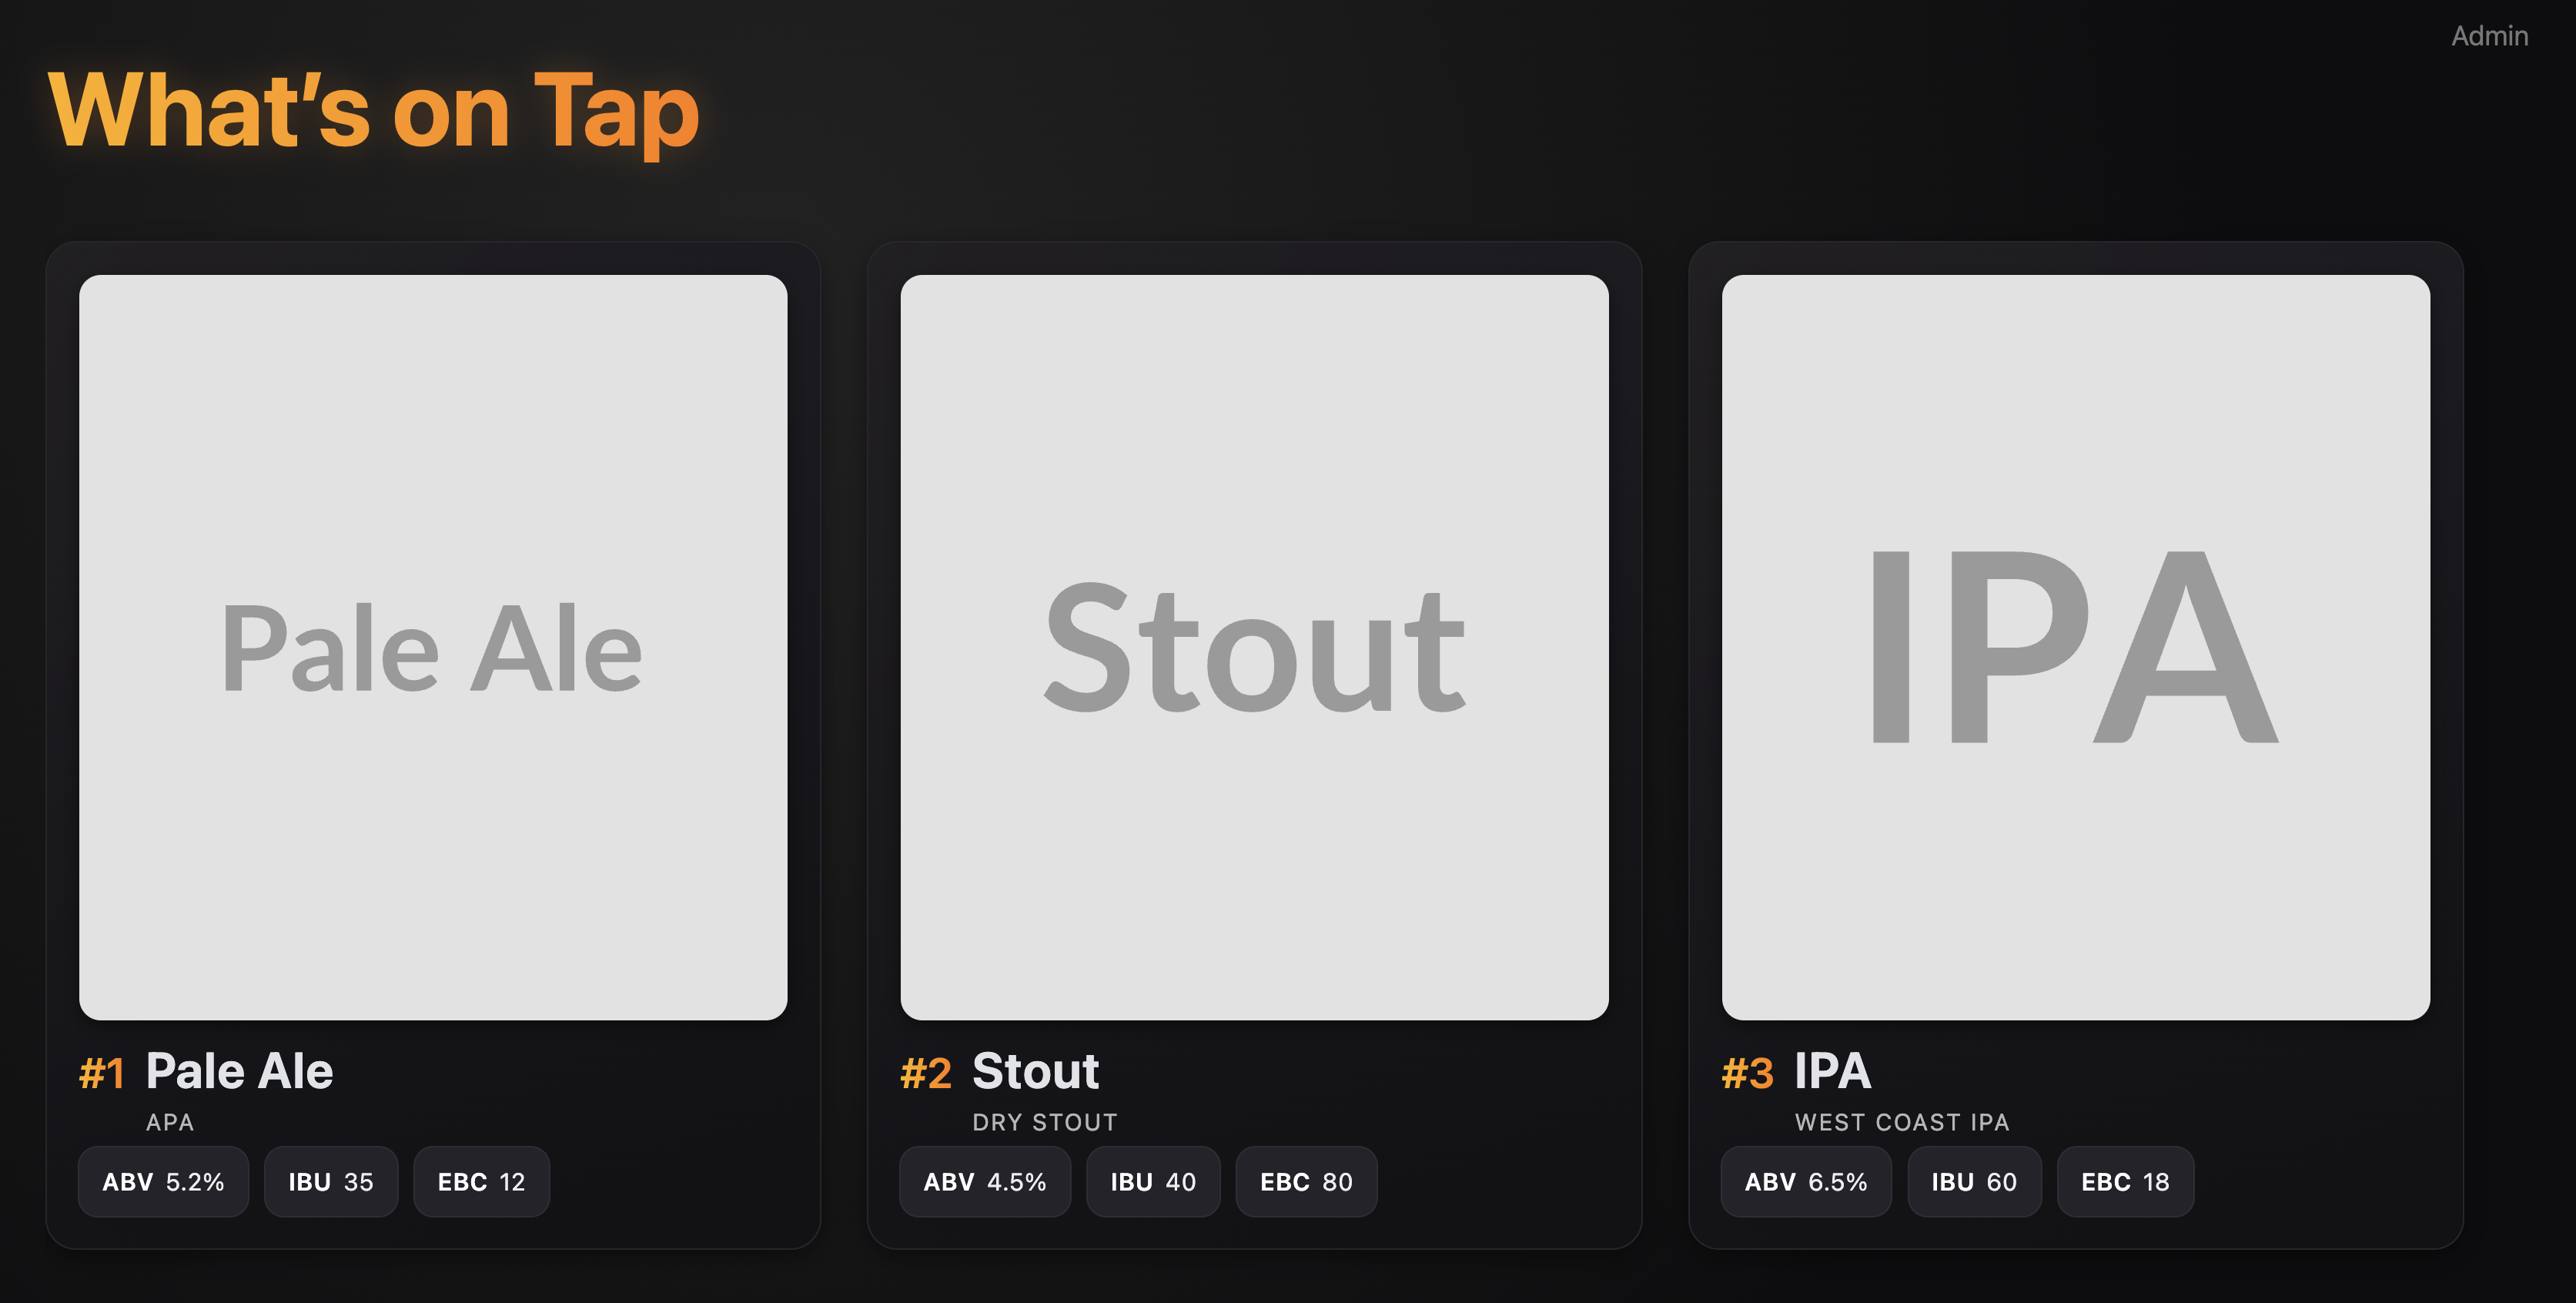 Admin
What’s on Tap
Pale Ale
Stout
IPA
#1 Pale Ale
APA
ABV 5.2% IBU 35 EBC 12
#2 Stout
DRY STOUT
ABV 4.5% IBU 40 EBC 80
#3 IPA
WEST COAST IPA
ABV 6.5% IBU 60 EBC 18